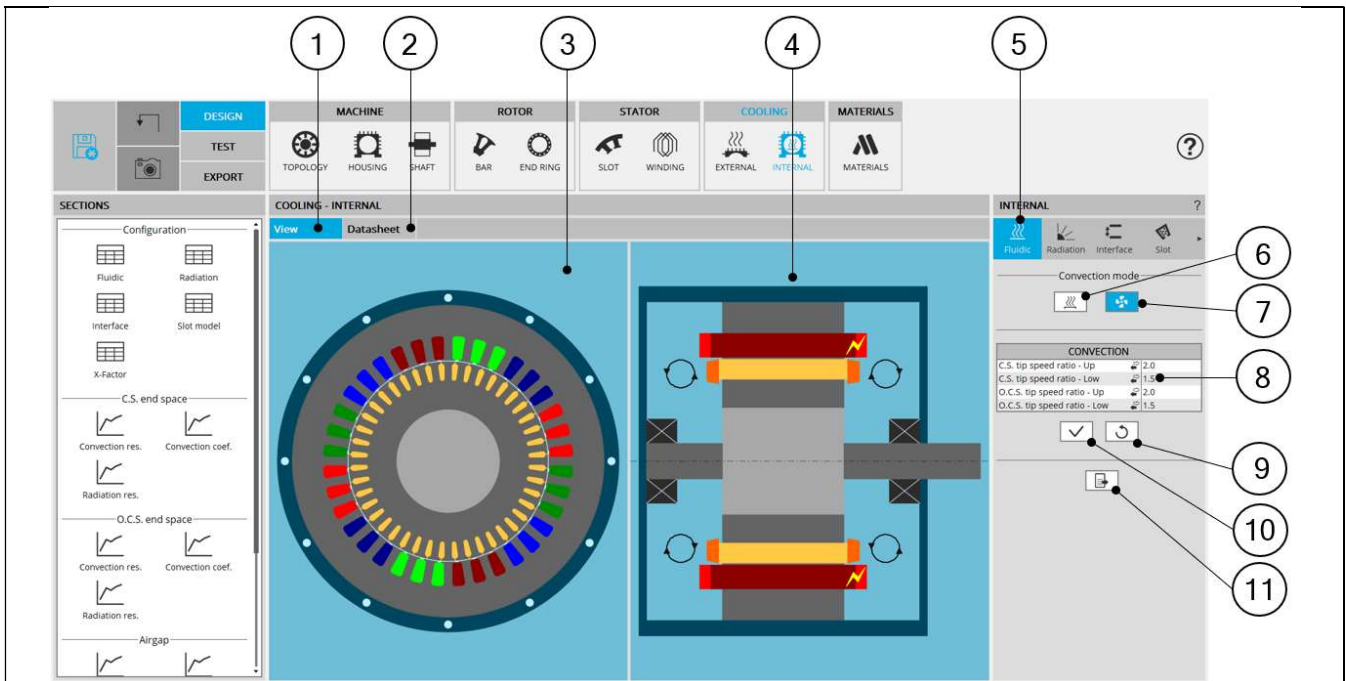 1 2 3 4 5
DESIGN
TEST
EXPORT
MACHINE ROTOR STATOR COOLING MATERIALS
TOPOLOGY HOUSING SHAFT BAR END RING SLOT WINDING EXTERNAL INTERNAL MATERIALS
?
SECTIONS
Configuration
Fluidic Radiation
Interface Slot model
X-Factor
C.S. end space
Convection res. Convection coef.
Radiation res.
O.C.S. end space
Convection res. Convection coef.
Radiation res.
Airgap
COOLING - INTERNAL
View Datasheet
INTERNAL ?
Fluidic Radiation Interface Slot
Convection mode
CONVECTION
C.S. tip speed ratio - Up 2.0
C.S. tip speed ratio - Low 1.5
O.C.S. tip speed ratio - Up 2.0
O.C.S. tip speed ratio - Low 1.5
6
7
8
9
10
11